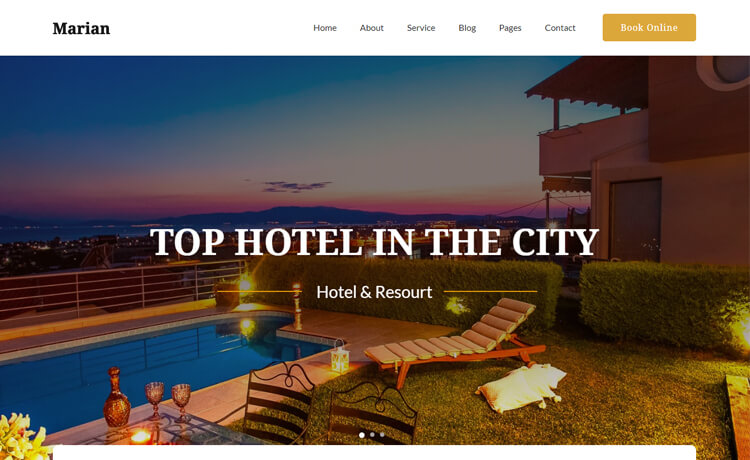 Marian
Home About Service Blog Pages Contact Book Online
TOP HOTEL IN THE CITY
Hotel & Resourt